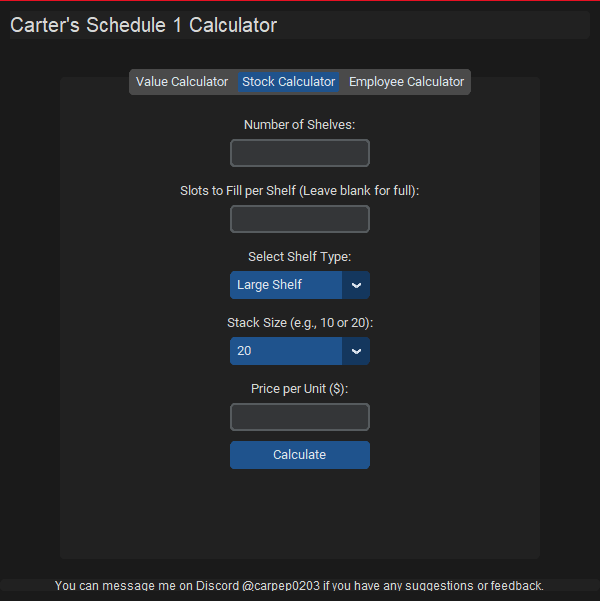 Carter's Schedule 1 Calculator
Value Calculator Stock Calculator Employee Calculator
Number of Shelves:
Slots to Fill per Shelf (Leave blank for full):
Select Shelf Type:
Large Shelf
Stack Size (e.g., 10 or 20):
20
Price per Unit ($):
Calculate
You can message me on Discord @carpep0203 if you have any suggestions or feedback.